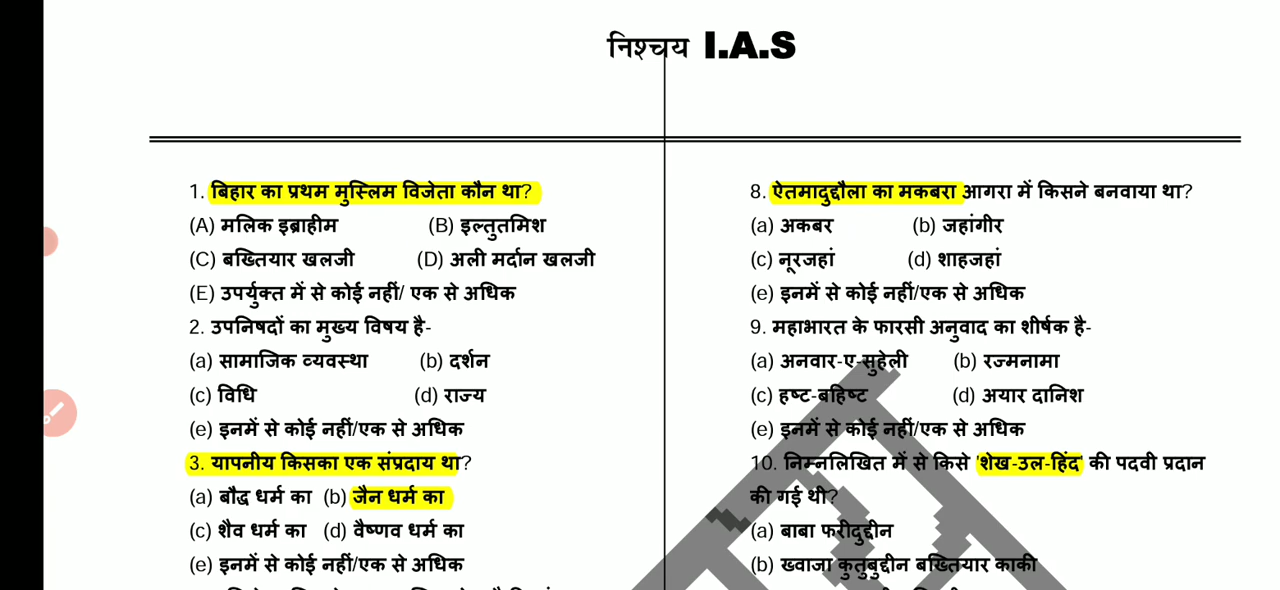 निश्चय I.A.S
1. बिहार का प्रथम मुस्लिम विजेता कौन था?
(A) मलिक इब्राहीम (B) इल्तुतमिश
(C) बख्तियार खलजी (D) अली मर्दान खलजी
(E) उपर्युक्त में से कोई नहीं/ एक से अधिक
2. उपनिषदों का मुख्य विषय है-
(a) सामाजिक व्यवस्था (b) दर्शन
(c) विधि (d) राज्य
(e) इनमें से कोई नहीं/एक से अधिक
3. यापनीय किसका एक संप्रदाय था?
(a) बौद्ध धर्म का (b) जैन धर्म का
(c) शैव धर्म का (d) वैष्णव धर्म का
(e) इनमें से कोई नहीं/एक से अधिक
8. ऐतमादुद्दौला का मकबरा आगरा में किसने बनवाया था?
(a) अकबर (b) जहांगीर
(c) नूरजहां (d) शाहजहां
(e) इनमें से कोई नहीं/एक से अधिक
9. महाभारत के फारसी अनुवाद का शीर्षक है-
(a) अनवार-ए-सुहेली (b) रज्मनामा
(c) हष्ट-बहिष्ट (d) अयार दानिश
(e) इनमें से कोई नहीं/एक से अधिक
10. निम्नलिखित में से किसे 'शेख-उल-हिंद' की पदवी प्रदान
की गई थी?
(a) बाबा फरीदुद्दीन
(b) ख्वाजा कुतुबुद्दीन बख्तियार काकी